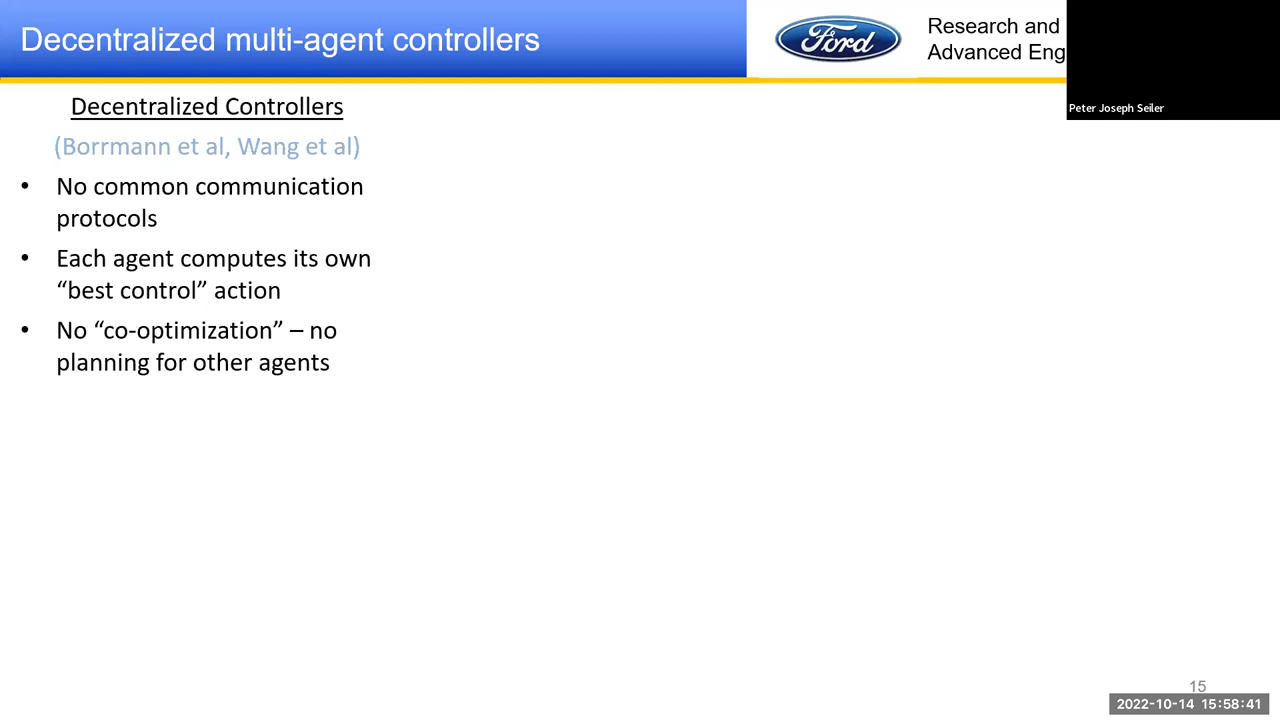 Decentralized multi-agent controllers
Ford
Research and
Advanced Eng
Peter Joseph Seiler
Decentralized Controllers
(Borrmann et al, Wang et al)
• No common communication
protocols
• Each agent computes its own
“best control” action
• No “co-optimization” – no
planning for other agents
15
2022-10-14 15:58:41